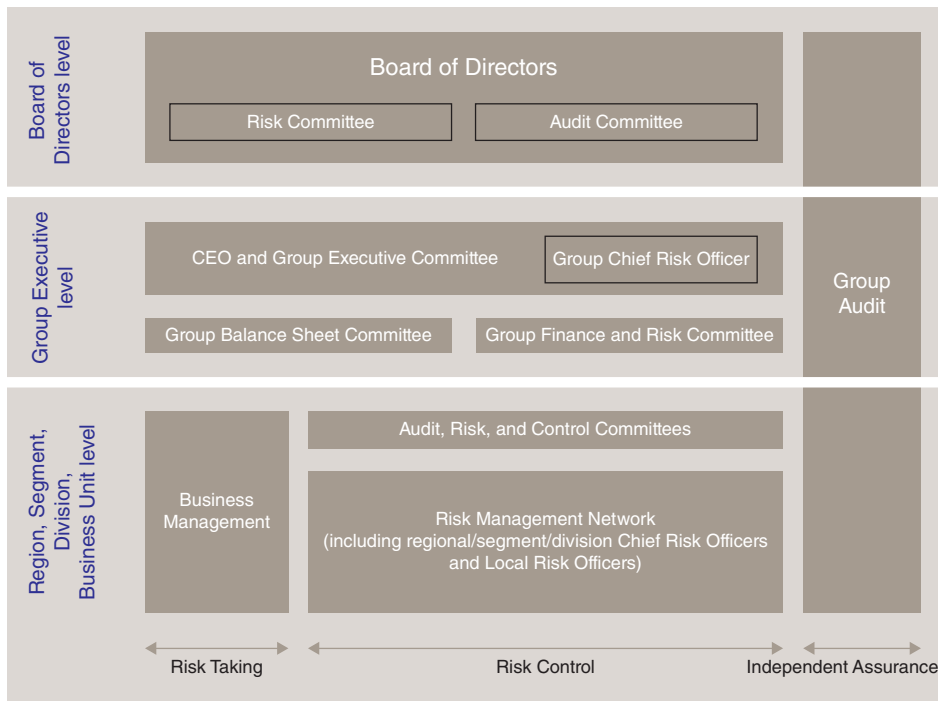 Board of
Directors level
Board of Directors
Risk Committee
Audit Committee
Group Executive
level
CEO and Group Executive Committee
Group Chief Risk Officer
Group Balance Sheet Committee
Group Finance and Risk Committee
Group
Audit
Region, Segment,
Division,
Business Unit level
Business
Management
Audit, Risk, and Control Committees
Risk Management Network
(including regional/segment/division Chief Risk Officers
and Local Risk Officers)
Risk Taking
Risk Control
Independent Assurance